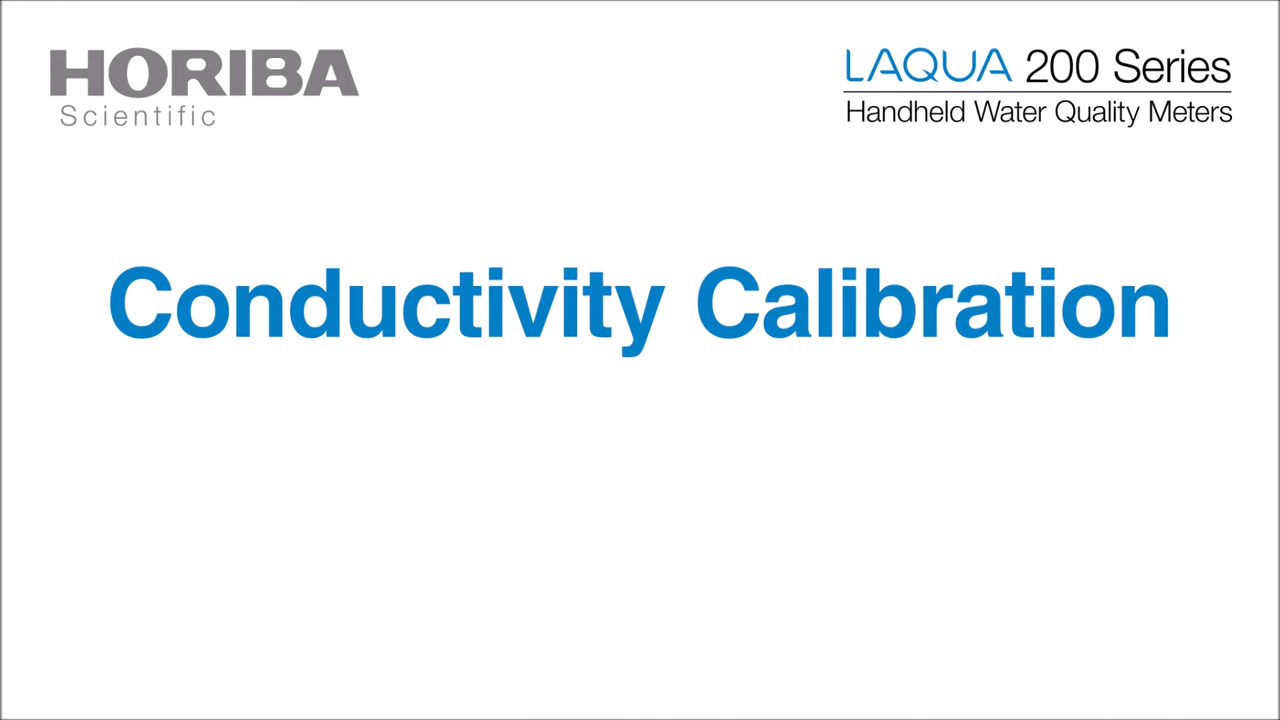 HORIBA
Scientific
LAQUA 200 Series
Handheld Water Quality Meters
Conductivity Calibration